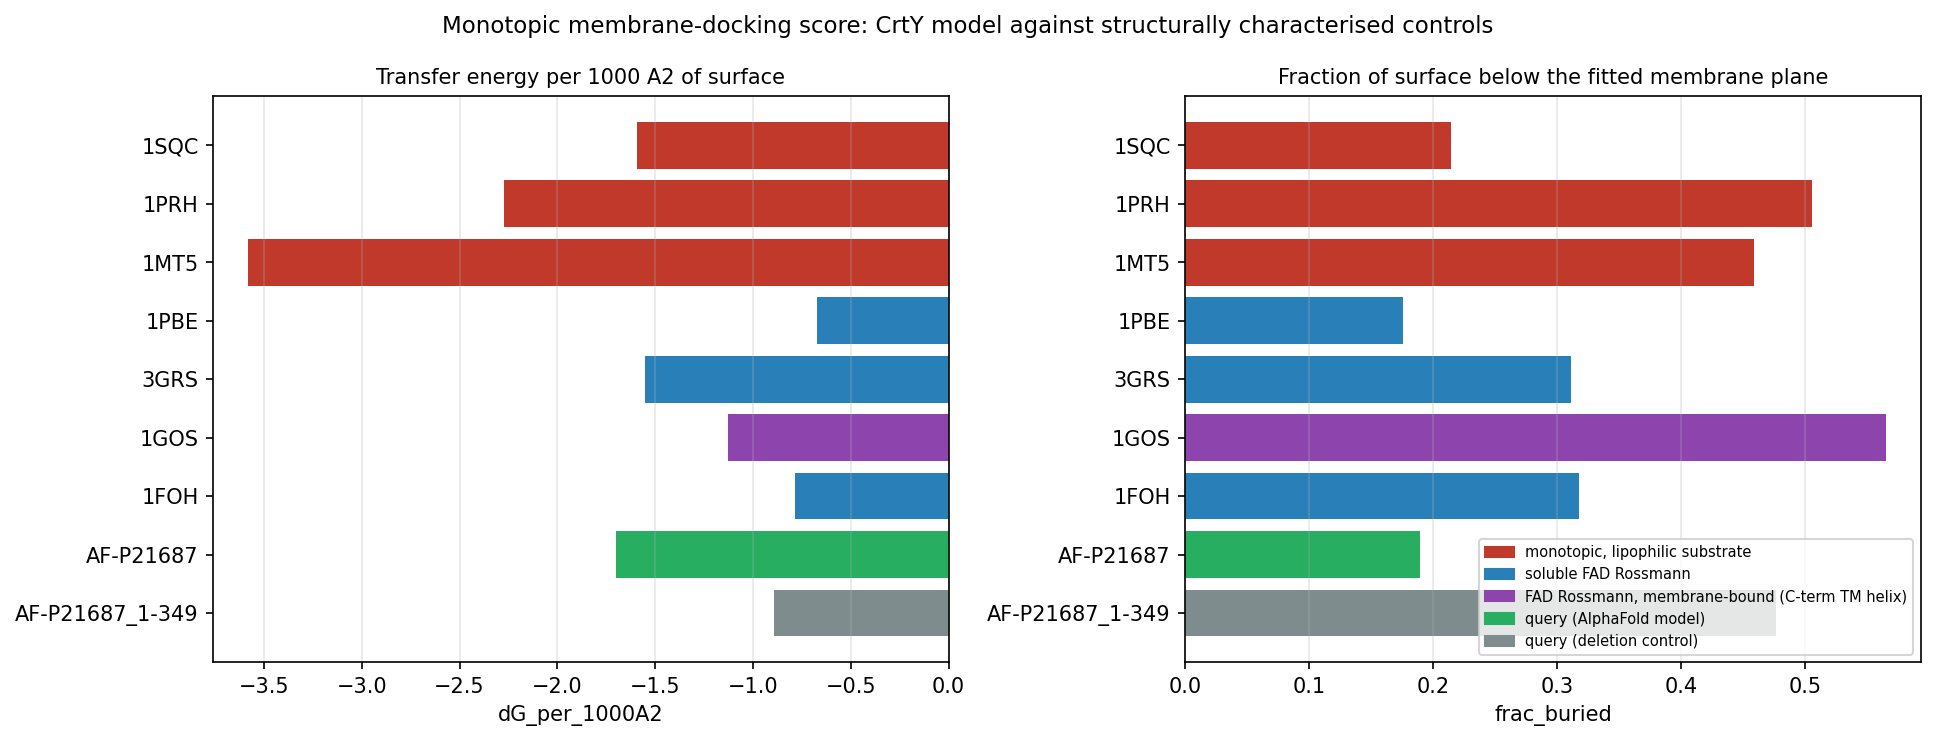 Monotopic membrane-docking score: CrtY model against structurally characterised controls
Transfer energy per 1000 A2 of surface
1SQC
1PRH
1MT5
1PBE
3GRS
1GOS
1FOH
AF-P21687
AF-P21687_1-349
−3.5 −3.0 −2.5 −2.0 −1.5 −1.0 −0.5 0.0
dG_per_1000A2
Fraction of surface below the fitted membrane plane
1SQC
1PRH
1MT5
1PBE
3GRS
1GOS
1FOH
AF-P21687
AF-P21687_1-349
monotopic, lipophilic substrate
soluble FAD Rossmann
FAD Rossmann, membrane-bound (C-term TM helix)
query (AlphaFold model)
query (deletion control)
0.0 0.1 0.2 0.3 0.4 0.5
frac_buried